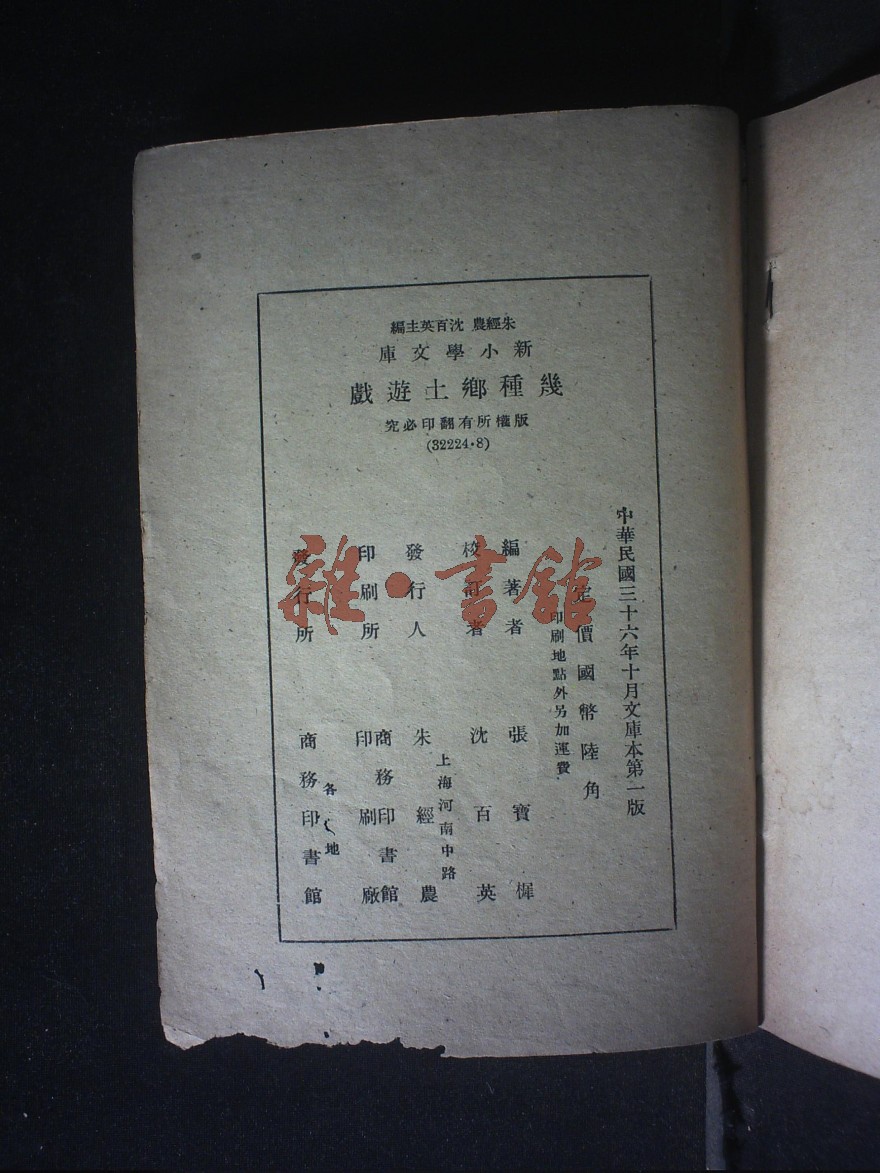 朱經農 沈百英主編
新小學文庫
幾種鄉土遊戲
版權所有翻印必究
(32224·8)
中華民國三十六年十月文庫本第一版
定價國幣陸角
印刷地點外另加運費
編著者 張寶樨
校訂者 沈百英
發行人 朱經農
上海河南中路
印刷所 商務印書館印刷廠
發行所 商務印書館
各地
雜·書館